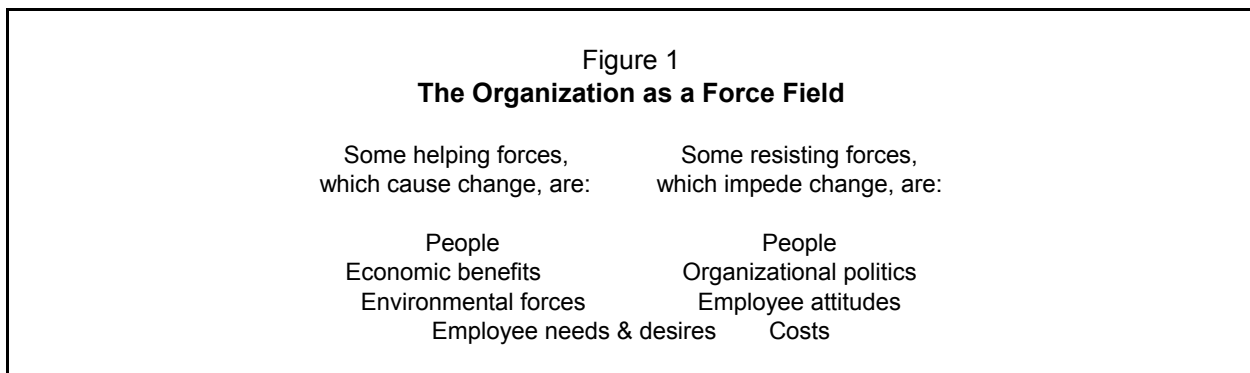 Figure 1
The Organization as a Force Field
Some helping forces, Some resisting forces,
which cause change, are: which impede change, are:
People People
Economic benefits Organizational politics
Environmental forces Employee attitudes
Employee needs & desires Costs